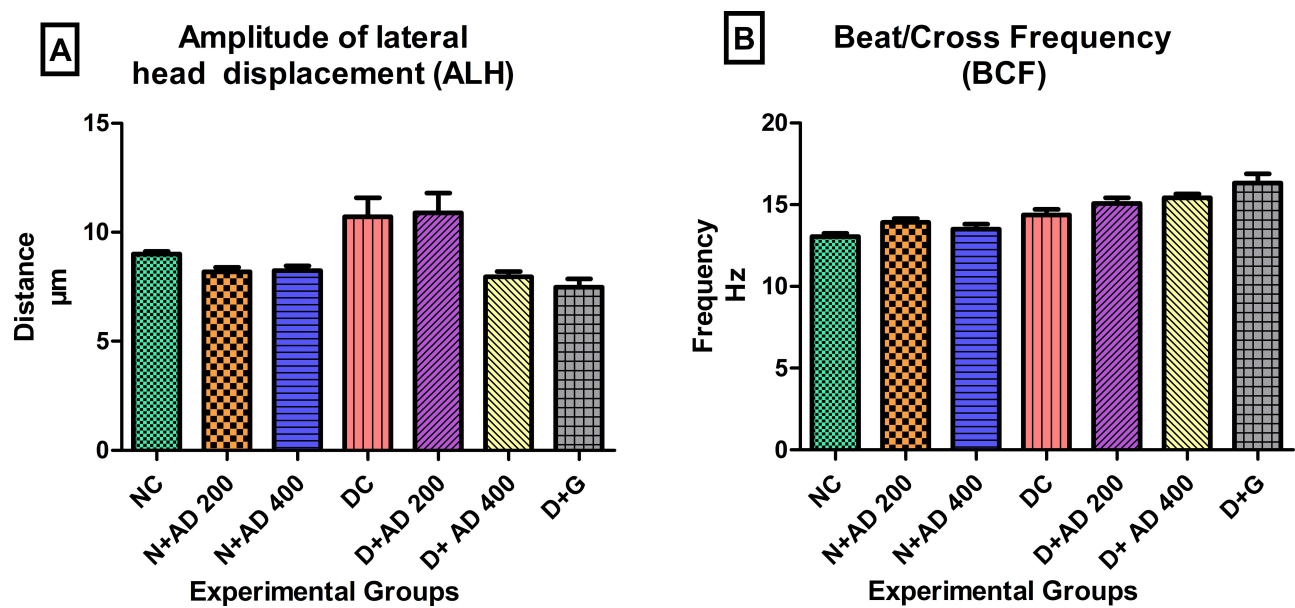 A
Amplitude of lateral
head displacement (ALH)
Distance
µm
15
10
5
0
NC
N+AD 200
N+AD 400
DC
D+AD 200
D+ AD 400
D+G
Experimental Groups
B
Beat/Cross Frequency
(BCF)
Frequency
Hz
20
15
10
5
0
NC
N+AD 200
N+AD 400
DC
D+AD 200
D+ AD 400
D+G
Experimental Groups